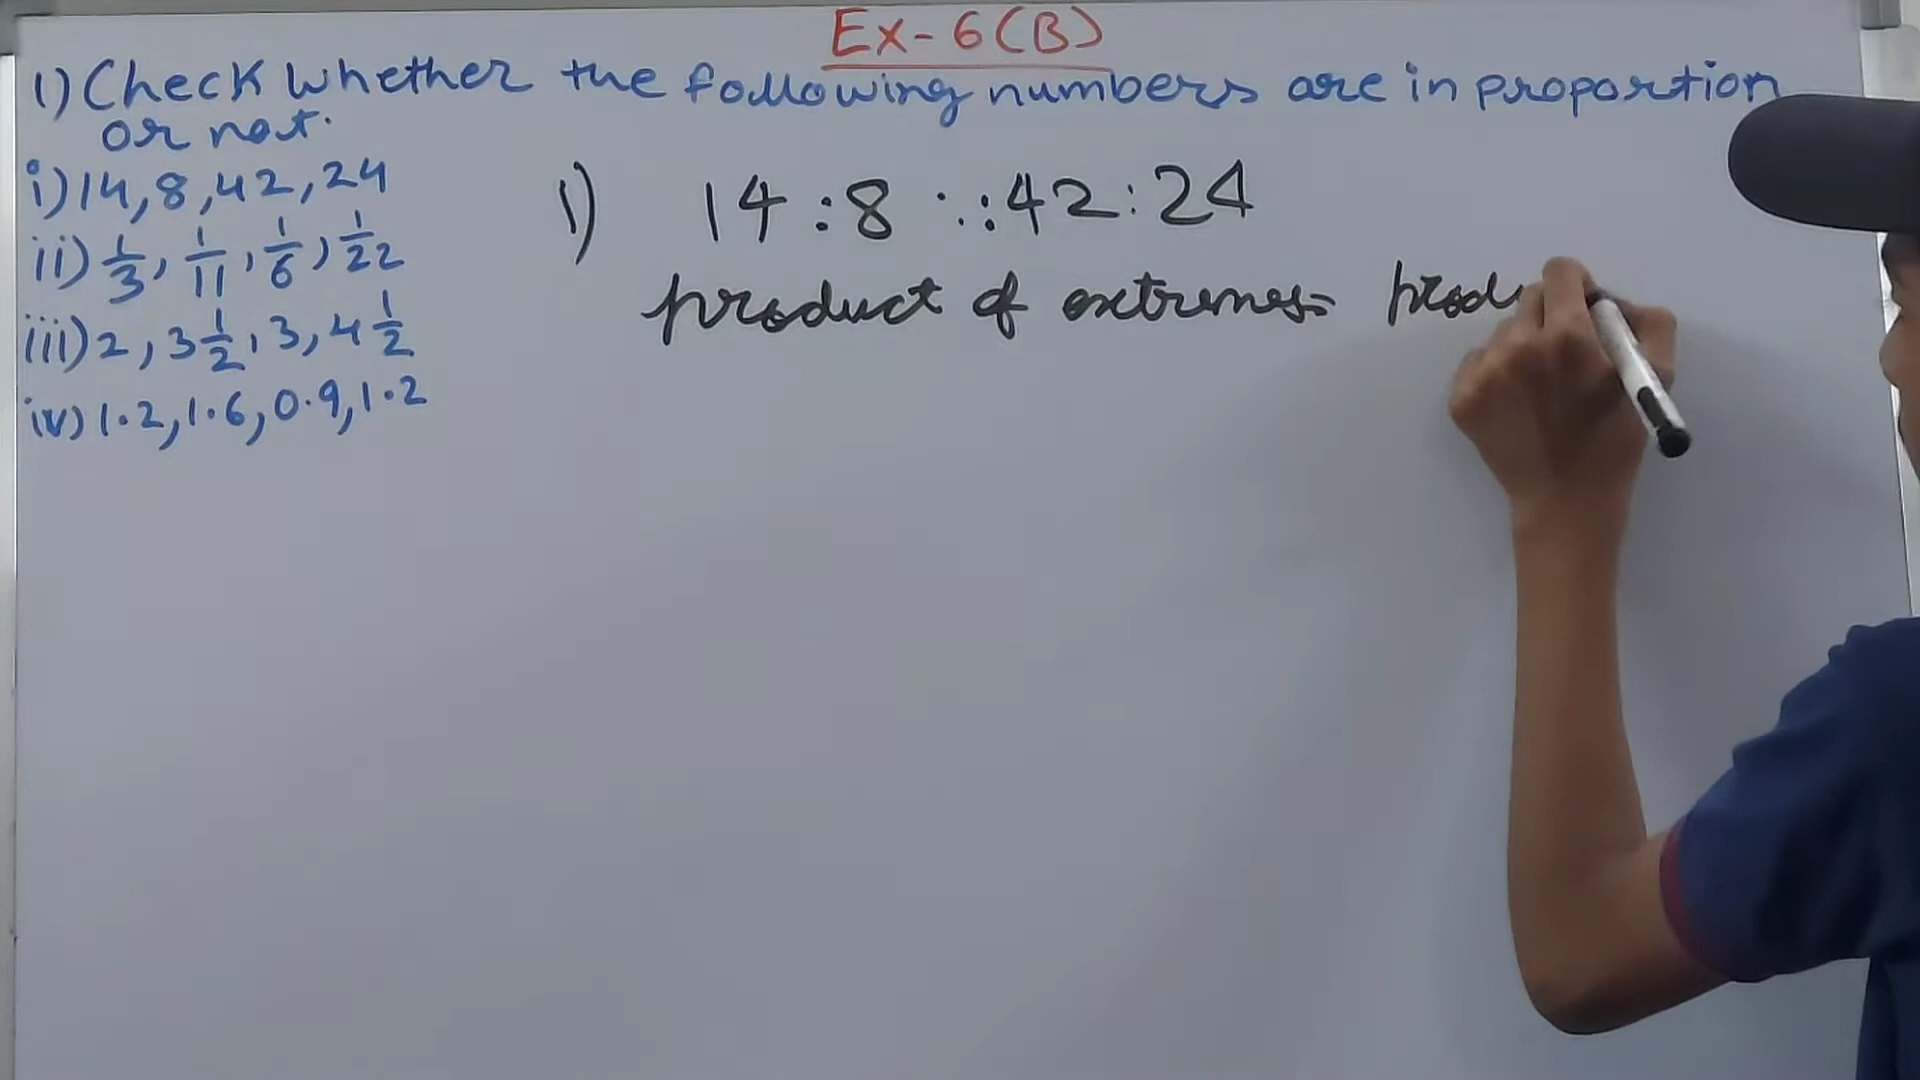 Ex-6(B)
1) Check whether the following numbers are in proportion
or not.
i) 14, 8, 42, 24
ii) 1/3, 1/11, 1/6, 1/22
iii) 2, 3 1/2, 3, 4 1/2
iv) 1.2, 1.6, 0.9, 1.2
1) 14 : 8 :: 42 : 24
product of extremes = prod